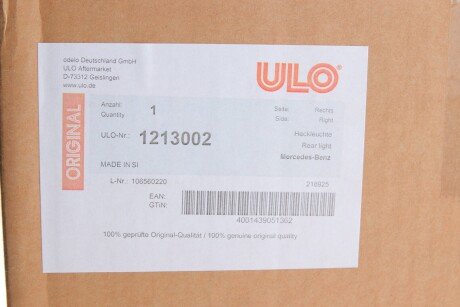 odelo Deutschland GmbH
ULO Aftermarket
D-73312 Geislingen
www.ulo.de
ULO®
ORIGINAL
Anzahl: 1
Quantity
Seite: Rechts
Side: Right
ULO-Nr.: 1213002
Heckleuchte
Rear light
Mercedes-Benz
MADE IN SI
L-Nr.: 106560220
216925
EAN:
GTIN:
4001439051362
100% geprüfte Original-Qualität / 100% genuine original quality